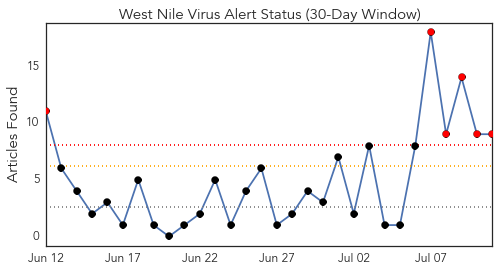 West Nile Virus Alert Status (30-Day Window)
Articles Found
15
10
5
0
Jun 12 Jun 17 Jun 22 Jun 27 Jul 02 Jul 07